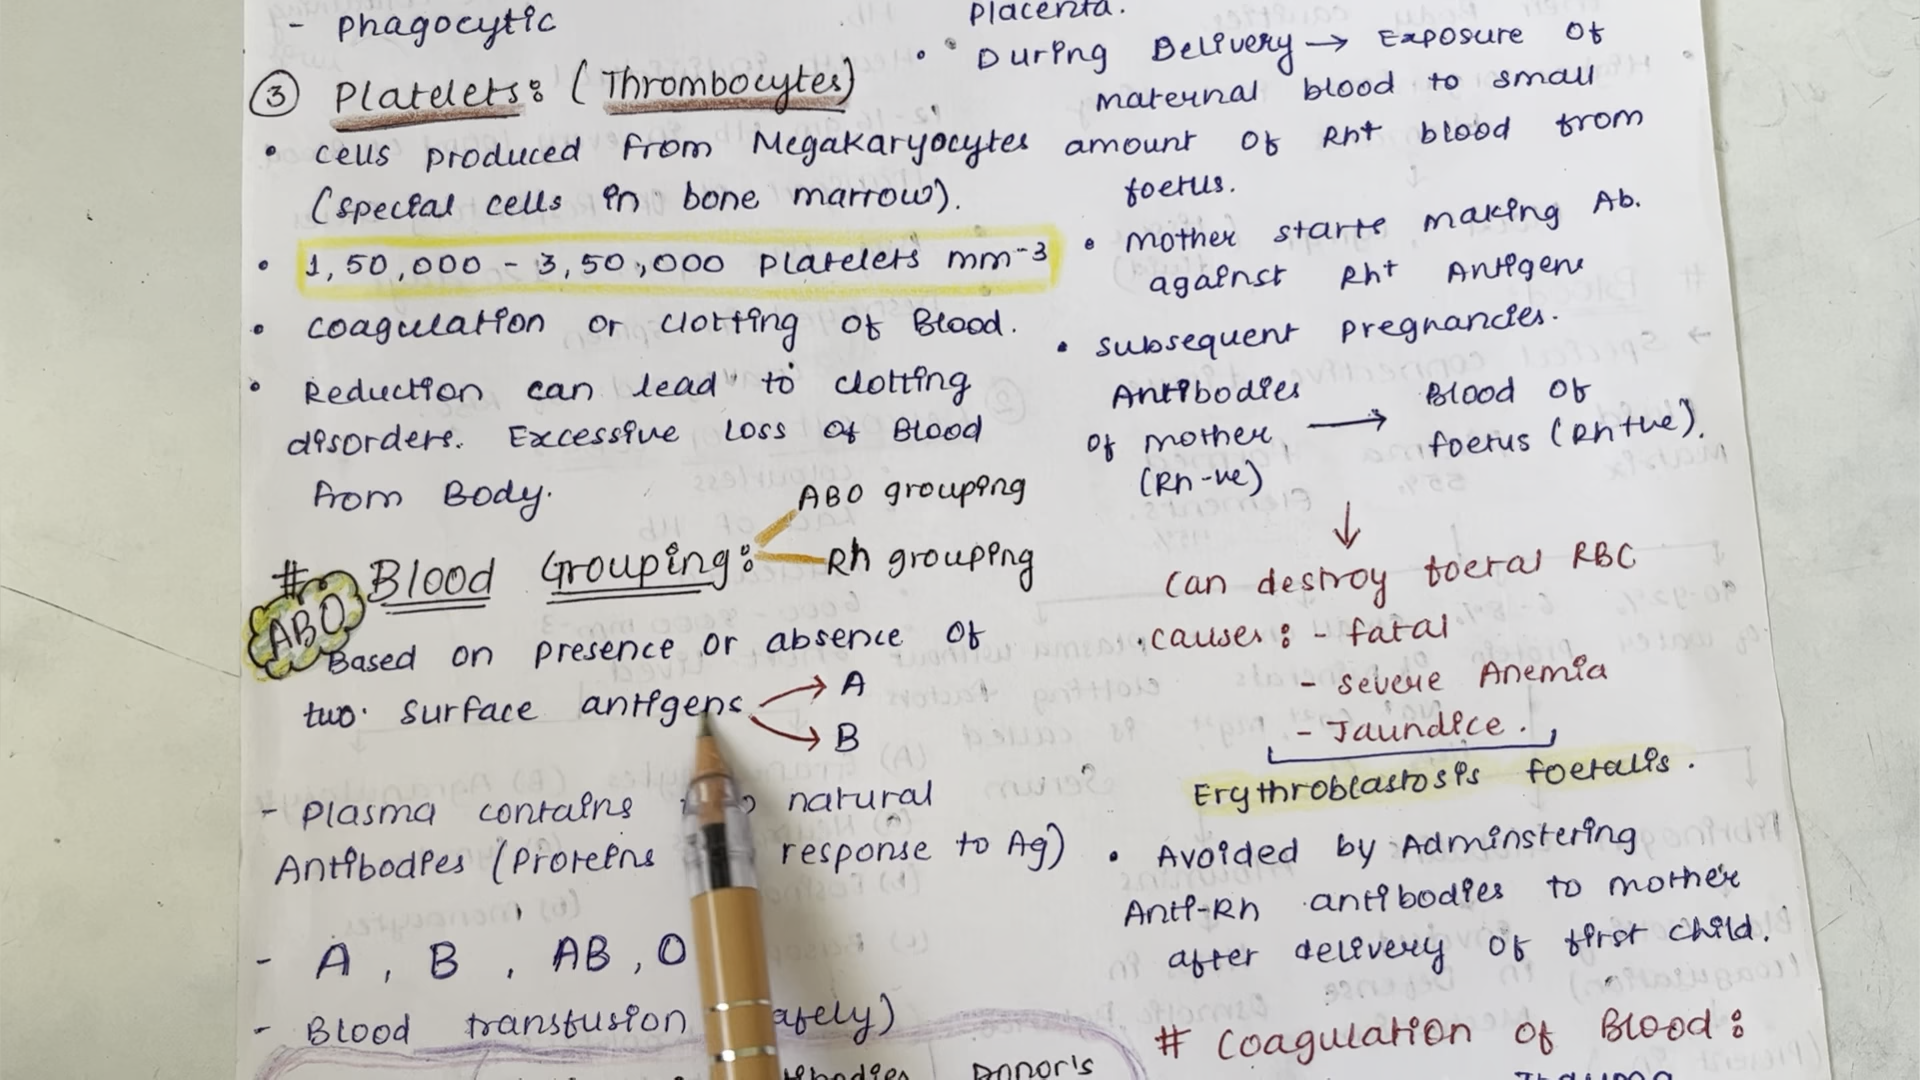 - Phagocytic
③ Platelets: (Thrombocytes)
• cells produced from Megakaryocytes
(special cells in bone marrow).
• 1,50,000 - 3,50,000 Platelets mm⁻³
• coagulation or clotting of Blood.
• Reduction can lead to clotting
disorders. Excessive loss of Blood
from Body.
# Blood Grouping:
ABO grouping
Rh grouping
ABO
Based on presence or absence of
two surface antigens
A
B
- Plasma contains natural
Antibodies (Proteins response to Ag)
- A, B, AB, O
- Blood transfusion
Donor's
Placenta.
• During Delivery → Exposure of
maternal blood to small
amount of Rh⁺ blood from
foetus.
• mother starts making Ab.
against Rh⁺ Antigens
• subsequent pregnancies.
Antibodies
of mother
(Rh-ve)
→ Blood of
foetus (Rh+ve).
↓
can destroy foetal RBC
• causes: - fatal
- severe Anemia
- Jaundice.
Erythroblastosis foetalis.
• Avoided by Adminstering
Anti-Rh antibodies to mother
after delivery of first child.
# Coagulation of Blood: